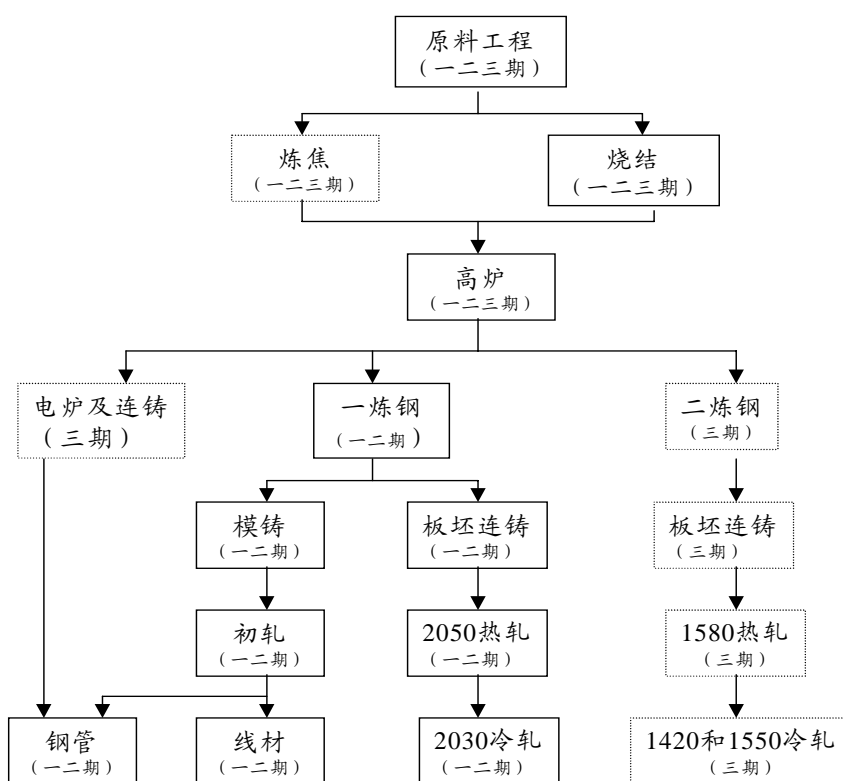 原料工程
(一二三期)
炼焦
(一二三期)
烧结
(一二三期)
高炉
(一二三期)
电炉及连铸
(三期)
一炼钢
(一二期)
二炼钢
(三期)
模铸
(一二期)
板坯连铸
(一二期)
板坯连铸
(三期)
初轧
(一二期)
2050热轧
(一二期)
1580热轧
(三期)
钢管
(一二期)
线材
(一二期)
2030冷轧
(一二期)
1420和1550冷轧
(三期)